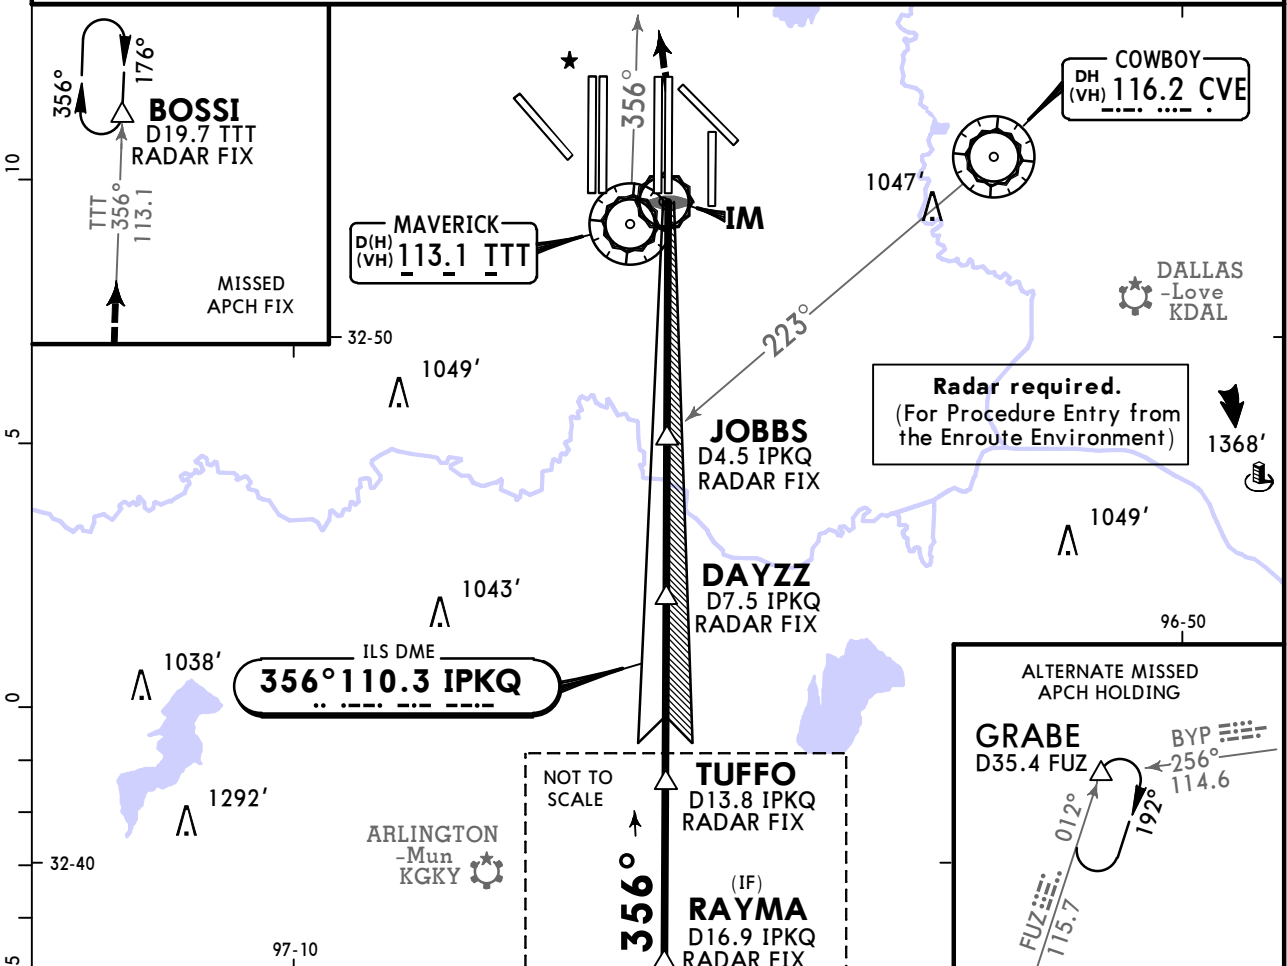 356°
176°
BOSSI
D19.7 TTT
RADAR FIX
TTT
356°
113.1
MISSED
APCH FIX
356°
COWBOY
DH
(VH) 116.2 CVE
1047'
IM
MAVERICK
D(H)
(VH) 113.1 TTT
DALLAS
-Love
KDAL
223°
32-50
1049'
Radar required.
(For Procedure Entry from
the Enroute Environment)
1368'
JOBBS
D4.5 IPKQ
RADAR FIX
1049'
DAYZZ
D7.5 IPKQ
RADAR FIX
1043'
96-50
1038'
ILS DME
356° 110.3 IPKQ
ALTERNATE MISSED
APCH HOLDING
GRABE
D35.4 FUZ
BYP
256°
114.6
012°
192°
FUZ
115.7
NOT TO
SCALE
TUFFO
D13.8 IPKQ
RADAR FIX
1292'
ARLINGTON
-Mun
KGKY
32-40
356°
(IF)
RAYMA
D16.9 IPKQ
RADAR FIX
97-10
10
5
0
5